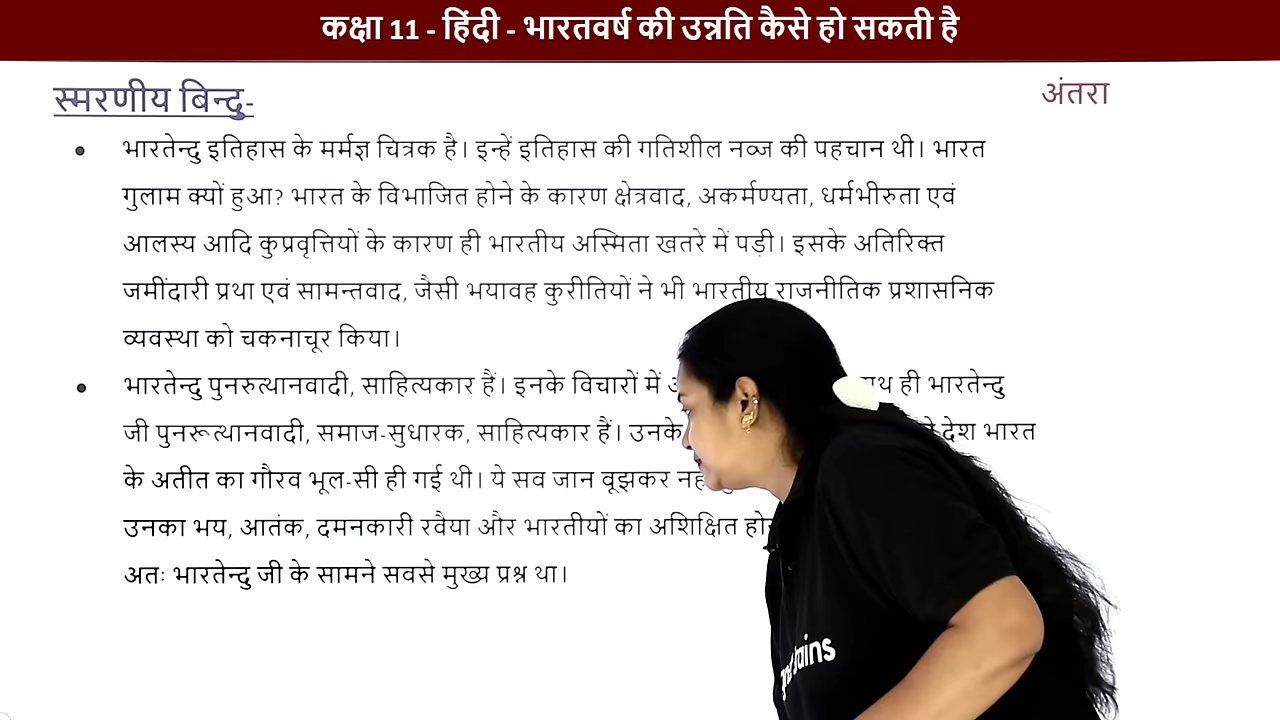 कक्षा 11 - हिंदी - भारतवर्ष की उन्नति कैसे हो सकती है
स्मरणीय बिन्दु-
अंतरा
• भारतेन्दु इतिहास के मर्मज्ञ चित्रक है। इन्हें इतिहास की गतिशील नब्ज की पहचान थी। भारत
गुलाम क्यों हुआ? भारत के विभाजित होने के कारण क्षेत्रवाद, अकर्मण्यता, धर्मभीरुता एवं
आलस्य आदि कुप्रवृत्तियों के कारण ही भारतीय अस्मिता खतरे में पड़ी। इसके अतिरिक्त
जमींदारी प्रथा एवं सामन्तवाद, जैसी भयावह कुरीतियों ने भी भारतीय राजनीतिक प्रशासनिक
व्यवस्था को चकनाचूर किया।
• भारतेन्दु पुनरुत्थानवादी, साहित्यकार हैं। इनके विचारों में ही भारतेन्दु
जी पुनरूत्थानवादी, समाज-सुधारक, साहित्यकार हैं। उनके देश भारत
के अतीत का गौरव भूल-सी ही गई थी। ये सब जान बूझकर
उनका भय, आतंक, दमनकारी रवैया और भारतीयों का अशिक्षित
अतः भारतेन्दु जी के सामने सबसे मुख्य प्रश्न था।